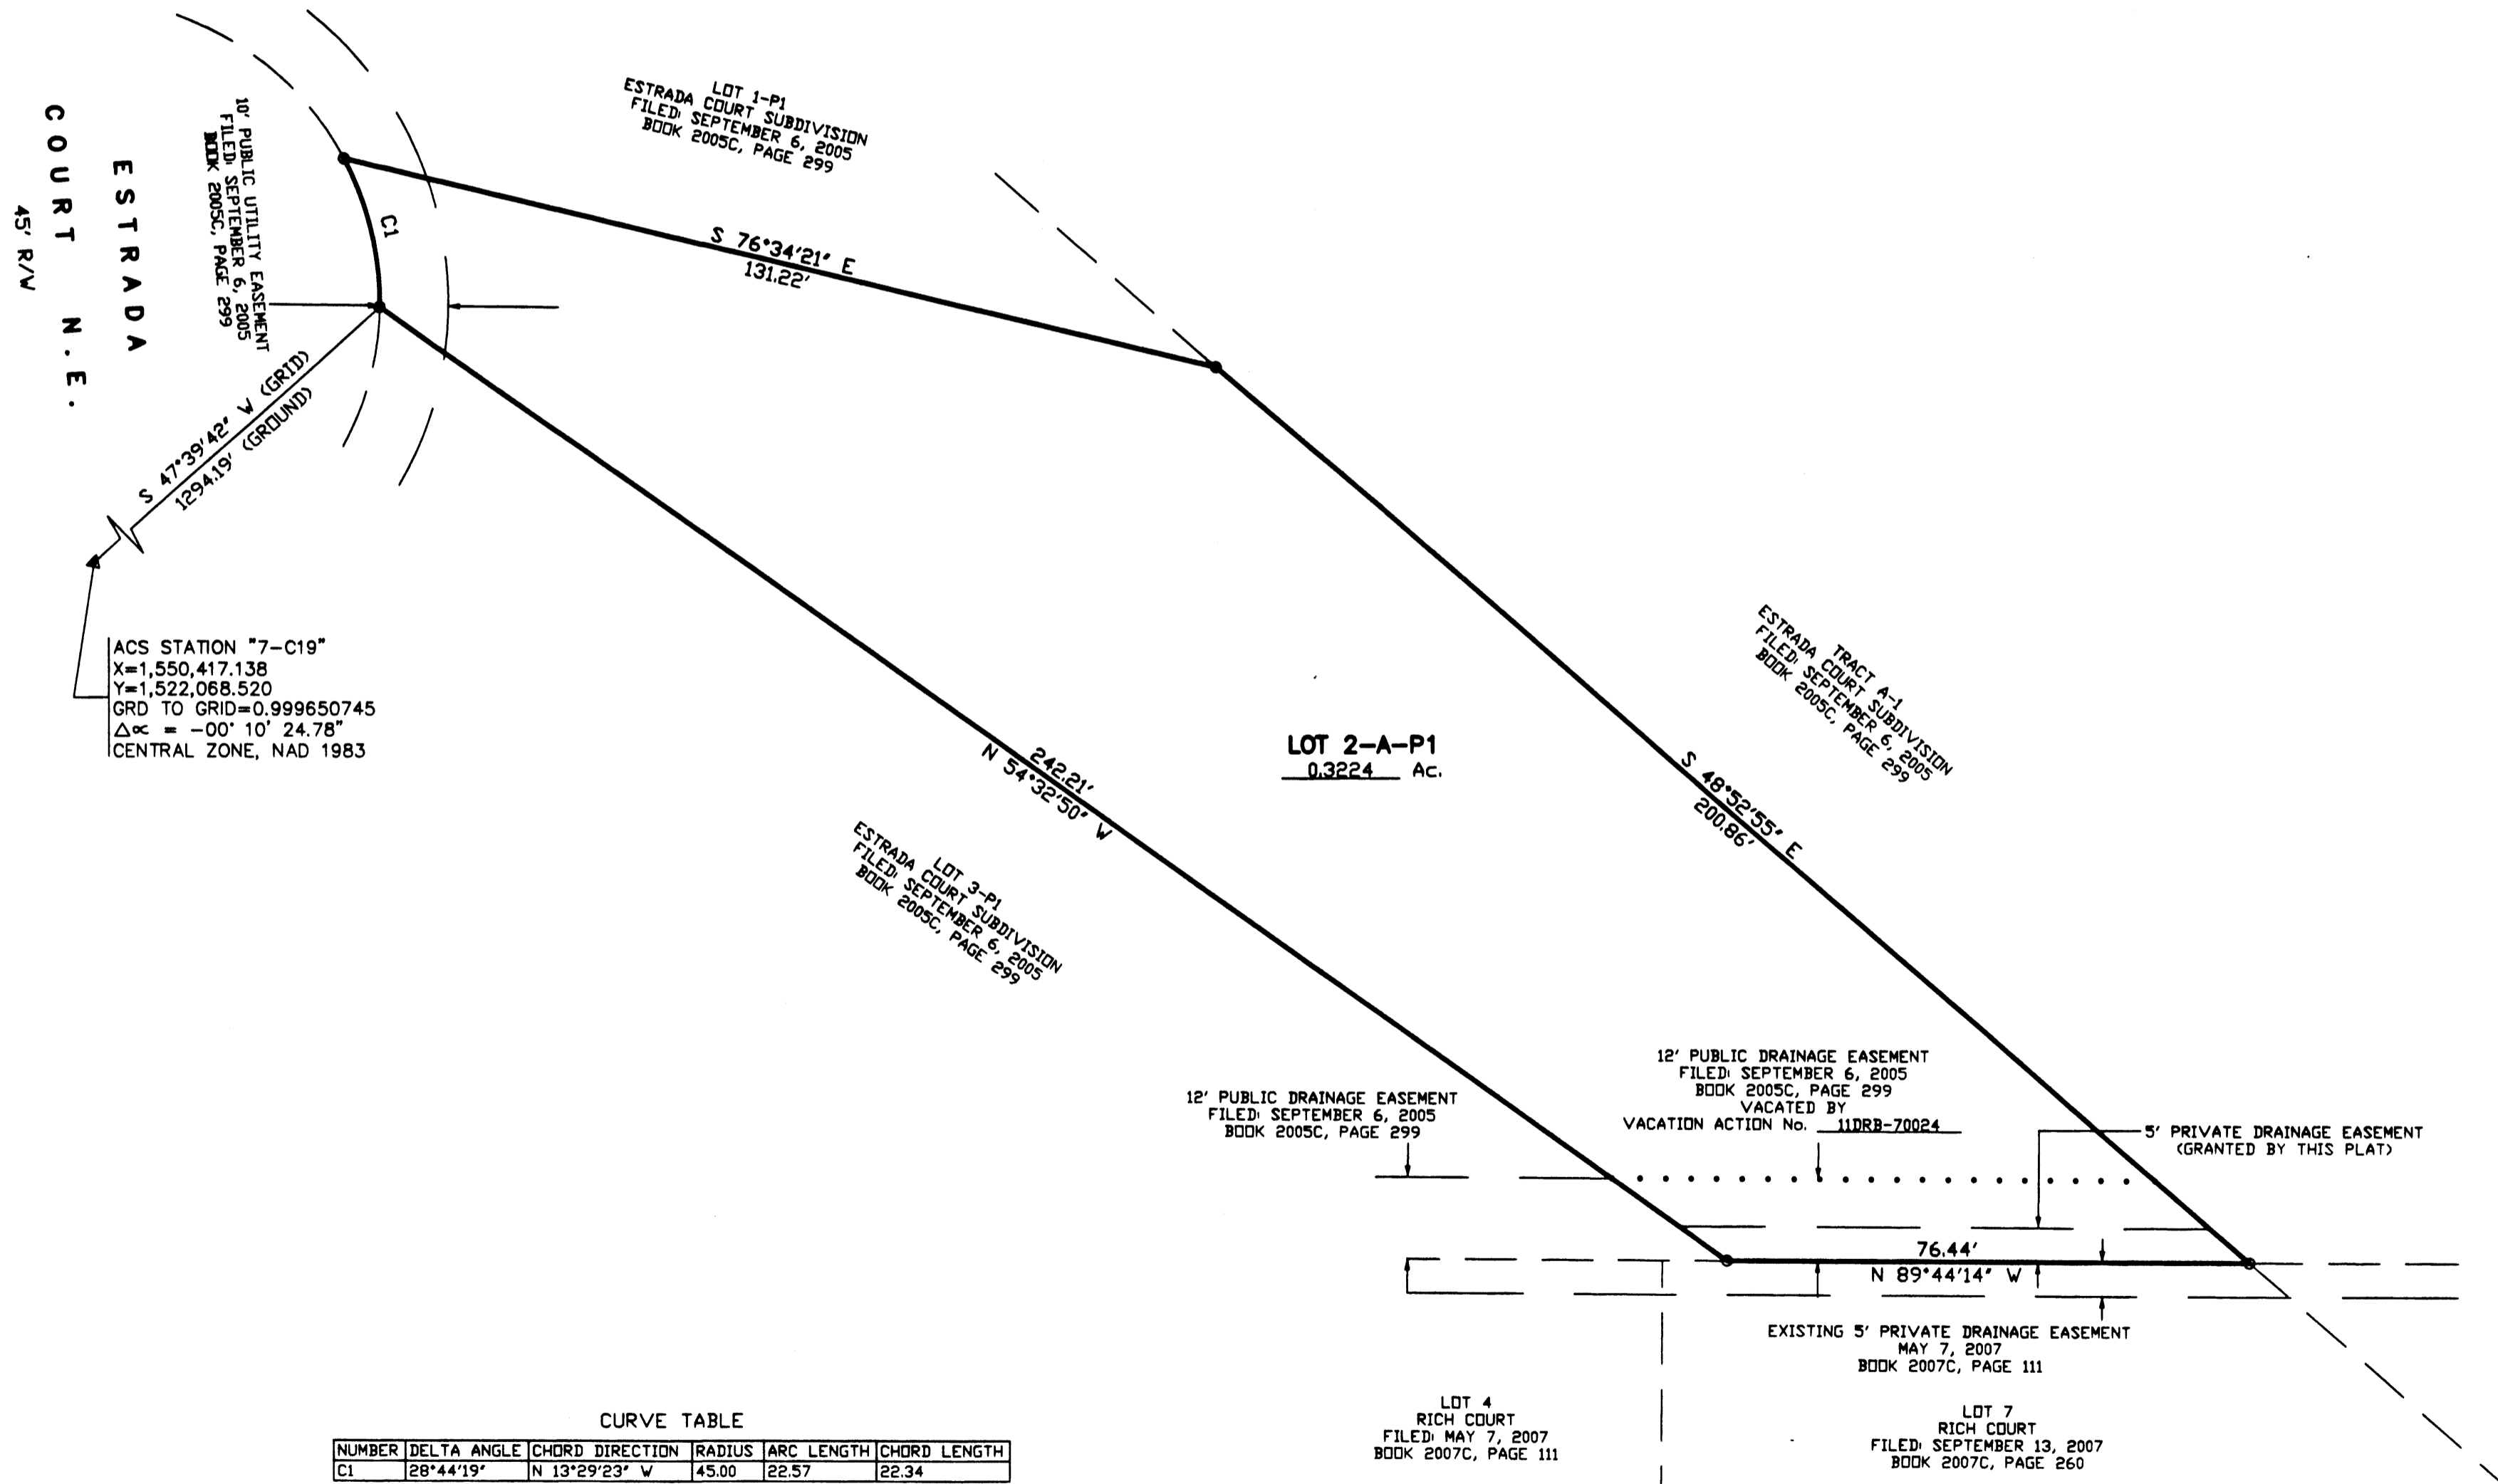 LOT 1-P1
ESTRADA COURT SUBDIVISION
FILED: SEPTEMBER 6, 2005
BOOK 2005C, PAGE 299
10' PUBLIC UTILITY EASEMENT
FILED: SEPTEMBER 6, 2005
BOOK 2005C, PAGE 299
ESTRADA
COURT N.E.
45' R/W
C1
S 76°34'21" E
131.22'
S 47°39'42" W (GRID)
1294.19' (GROUND)
ACS STATION "7-C19"
X=1,550,417.138
Y=1,522,068.520
GRD TO GRID=0.999650745
Δ∝ = -00° 10' 24.78"
CENTRAL ZONE, NAD 1983
TRACT A-1
ESTRADA COURT SUBDIVISION
FILED: SEPTEMBER 6, 2005
BOOK 2005C, PAGE 299
LOT 2-A-P1
0.3224 Ac.
242.21'
N 54°32'50" W
S 48°52'55" E
200.86'
LOT 3-P1
ESTRADA COURT SUBDIVISION
FILED: SEPTEMBER 6, 2005
BOOK 2005C, PAGE 299
12' PUBLIC DRAINAGE EASEMENT
FILED: SEPTEMBER 6, 2005
BOOK 2005C, PAGE 299
12' PUBLIC DRAINAGE EASEMENT
FILED: SEPTEMBER 6, 2005
BOOK 2005C, PAGE 299
VACATED BY
VACATION ACTION No. 11DRB-70024
5' PRIVATE DRAINAGE EASEMENT
(GRANTED BY THIS PLAT)
76.44'
N 89°44'14" W
EXISTING 5' PRIVATE DRAINAGE EASEMENT
MAY 7, 2007
BOOK 2007C, PAGE 111
LOT 4
RICH COURT
FILED: MAY 7, 2007
BOOK 2007C, PAGE 111
LOT 7
RICH COURT
FILED: SEPTEMBER 13, 2007
BOOK 2007C, PAGE 260
CURVE TABLE
NUMBER DELTA ANGLE CHORD DIRECTION RADIUS ARC LENGTH CHORD LENGTH
C1 28°44'19" N 13°29'23" W 45.00 22.57 22.34